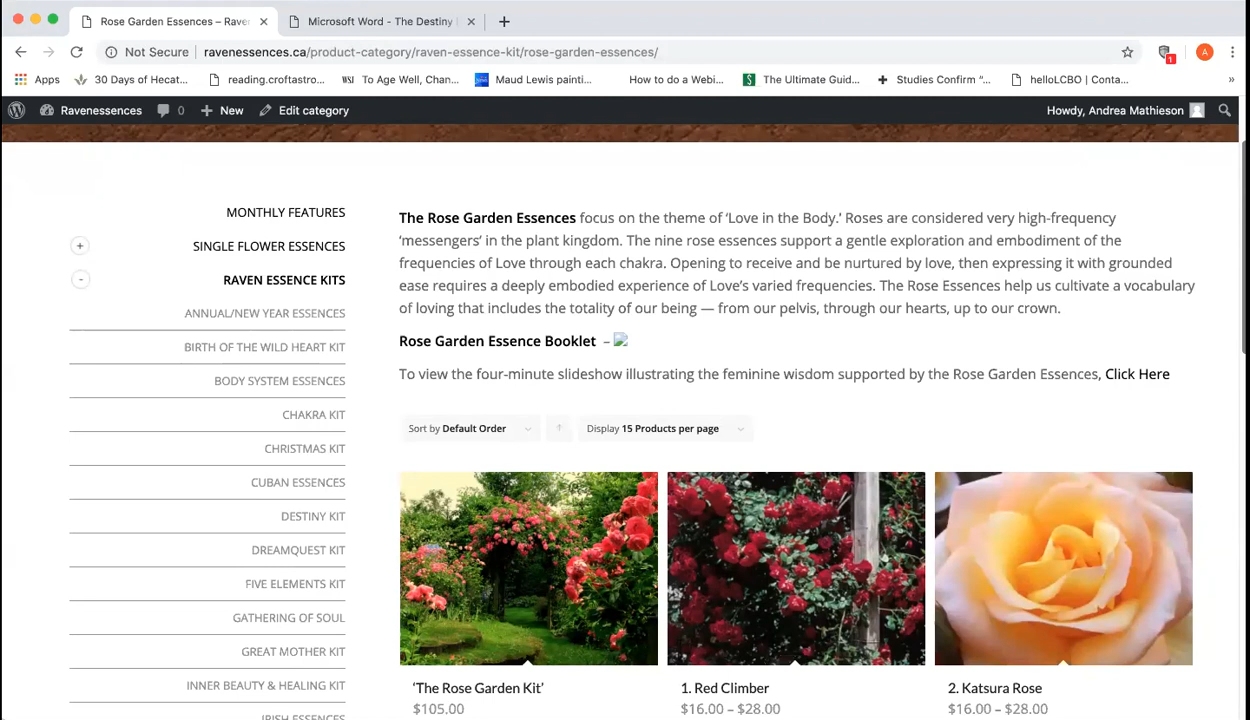 Rose Garden Essences – Raven
Microsoft Word - The Destiny
Not Secure
ravenessences.ca/product-category/raven-essence-kit/rose-garden-essences/
1
A
Apps
30 Days of Hecat...
reading.croftastro...
WSJ To Age Well, Chan...
Maud Lewis painti...
How to do a Webi...
S The Ultimate Guid...
Studies Confirm “...
helloLCBO | Conta...
»
Ravenessences
0
+ New
Edit category
Howdy, Andrea Mathieson
MONTHLY FEATURES
+ SINGLE FLOWER ESSENCES
- RAVEN ESSENCE KITS
ANNUAL/NEW YEAR ESSENCES
BIRTH OF THE WILD HEART KIT
BODY SYSTEM ESSENCES
CHAKRA KIT
CHRISTMAS KIT
CUBAN ESSENCES
DESTINY KIT
DREAMQUEST KIT
FIVE ELEMENTS KIT
GATHERING OF SOUL
GREAT MOTHER KIT
INNER BEAUTY & HEALING KIT
IRISH ESSENCES
The Rose Garden Essences focus on the theme of ‘Love in the Body.’ Roses are considered very high-frequency
‘messengers’ in the plant kingdom. The nine rose essences support a gentle exploration and embodiment of the
frequencies of Love through each chakra. Opening to receive and be nurtured by love, then expressing it with grounded
ease requires a deeply embodied experience of Love’s varied frequencies. The Rose Essences help us cultivate a vocabulary
of loving that includes the totality of our being — from our pelvis, through our hearts, up to our crown.
Rose Garden Essence Booklet –
To view the four-minute slideshow illustrating the feminine wisdom supported by the Rose Garden Essences, Click Here
Sort by Default Order
Display 15 Products per page
‘The Rose Garden Kit’
$105.00
1. Red Climber
$16.00 – $28.00
2. Katsura Rose
$16.00 – $28.00